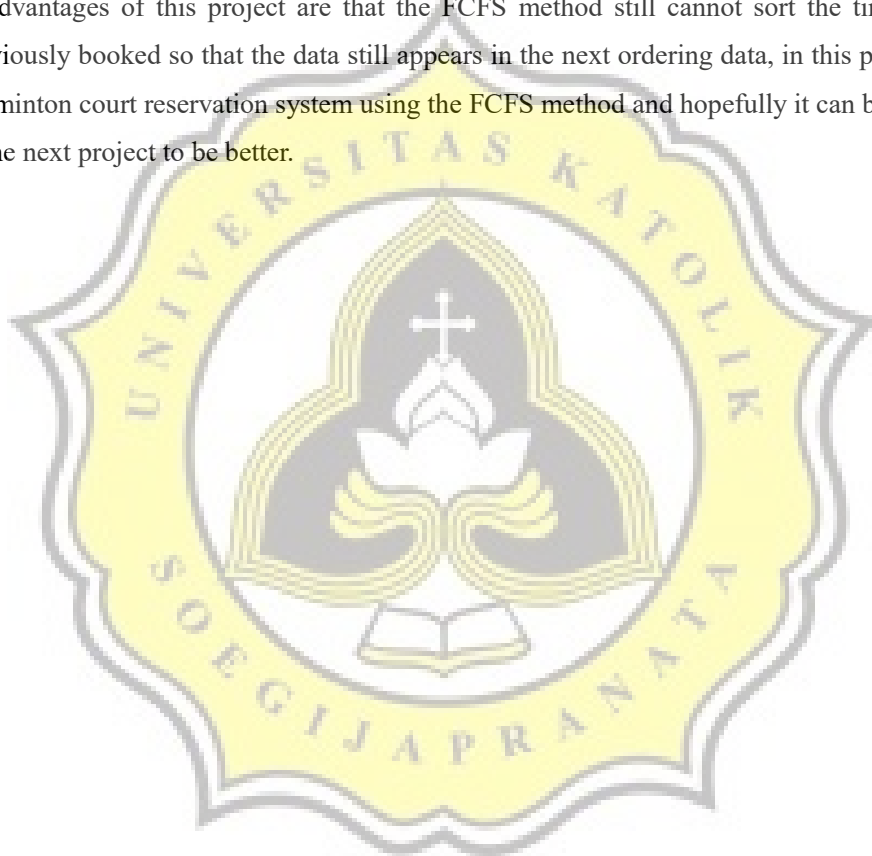 dvantages of this project are that the FCFS method still cannot sort the
viously booked so that the data still appears in the next ordering data, in this
minton court reservation system using the FCFS method and hopefully it can
the next project to be better.
UNIVERSITAS KATOLIK
SOEGIJAPRANATA